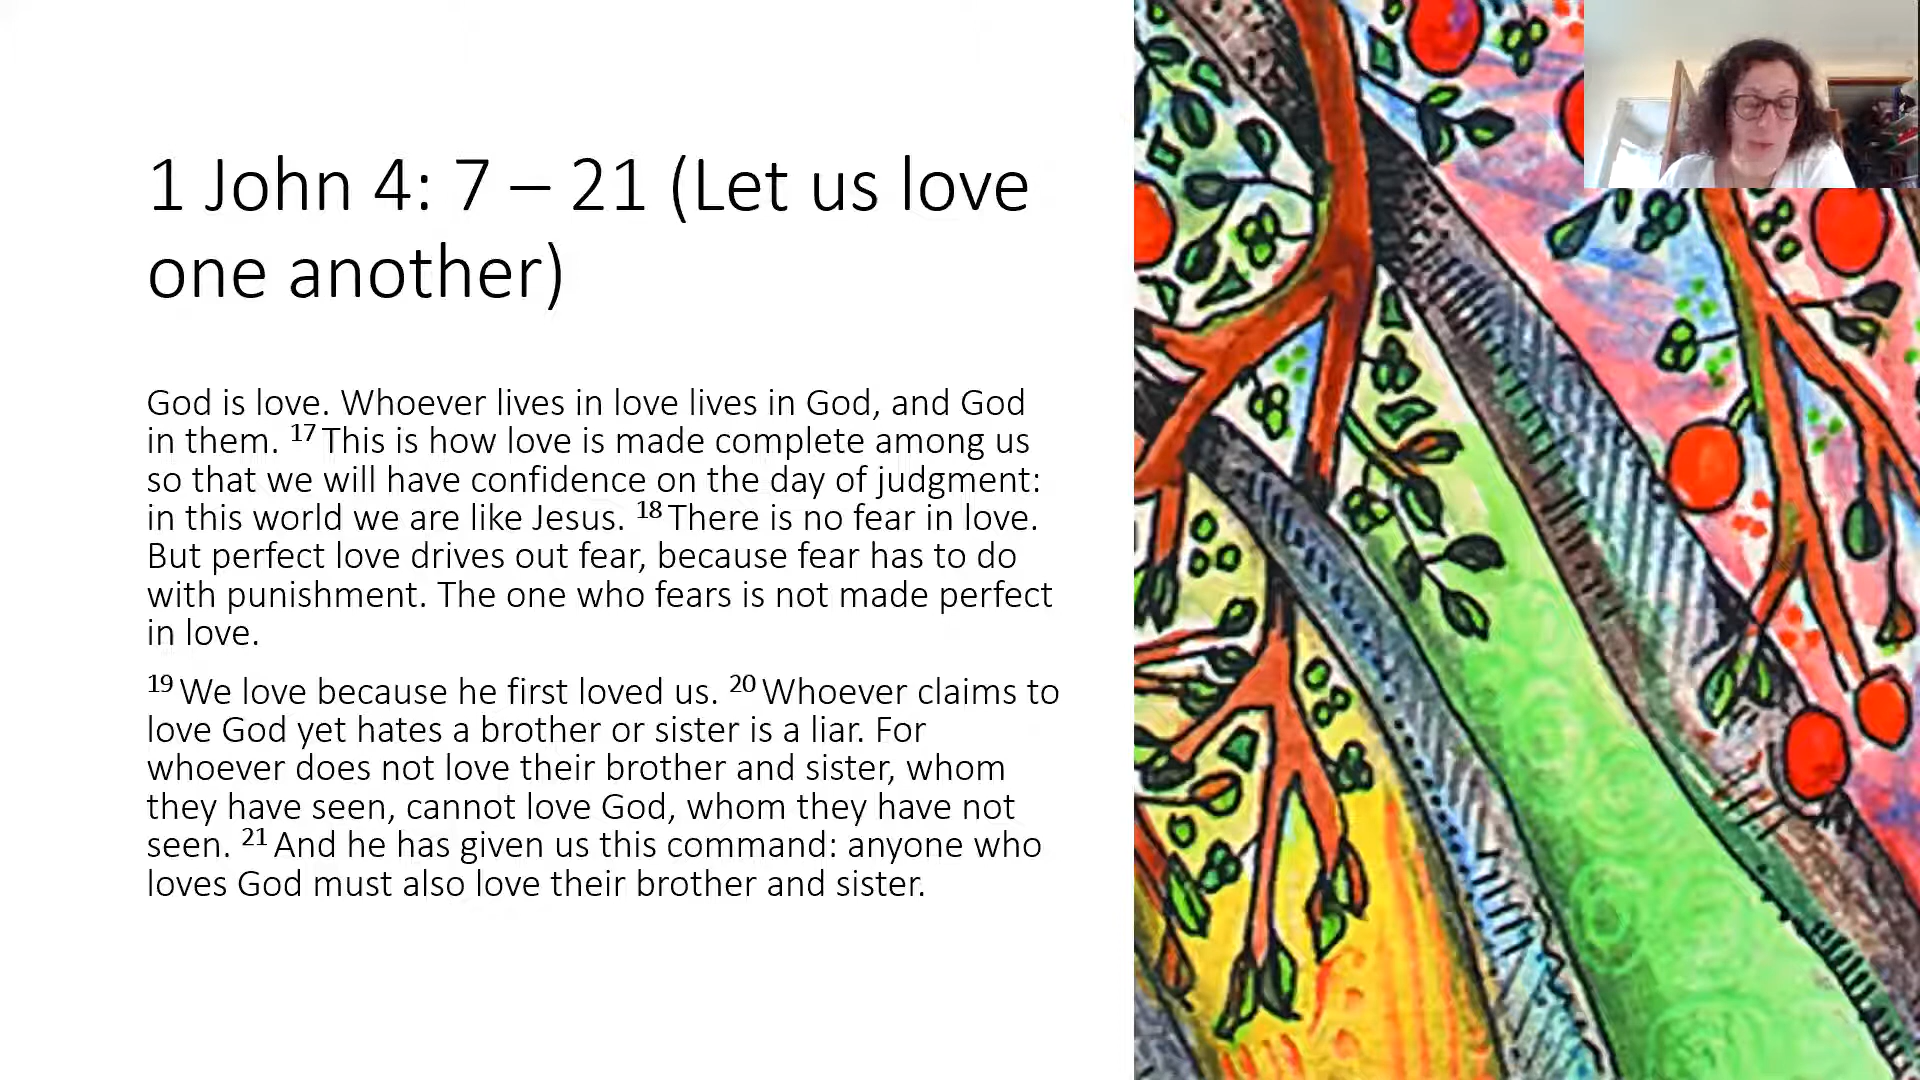 1 John 4: 7 – 21 (Let us love
one another)
God is love. Whoever lives in love lives in God, and God
in them. 17 This is how love is made complete among us
so that we will have confidence on the day of judgment:
in this world we are like Jesus. 18 There is no fear in love.
But perfect love drives out fear, because fear has to do
with punishment. The one who fears is not made perfect
in love.
19 We love because he first loved us. 20 Whoever claims to
love God yet hates a brother or sister is a liar. For
whoever does not love their brother and sister, whom
they have seen, cannot love God, whom they have not
seen. 21 And he has given us this command: anyone who
loves God must also love their brother and sister.